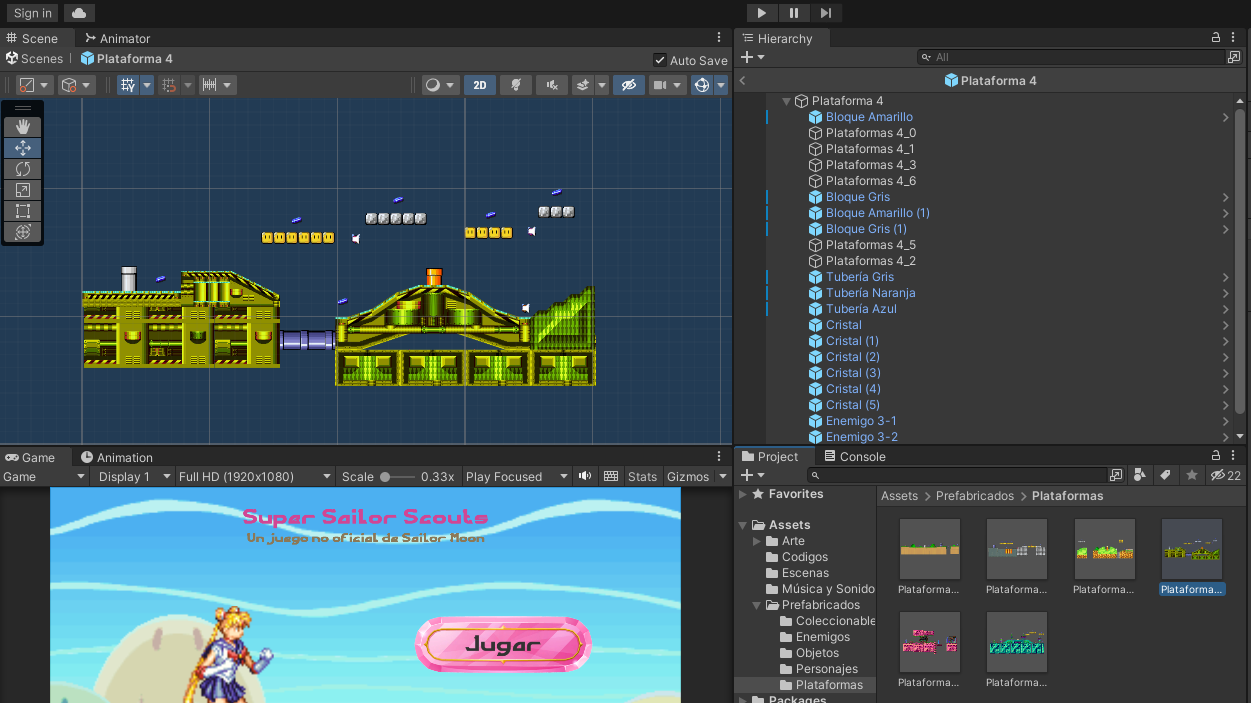 Sign in
Scene
Animator
Scenes
Plataforma 4
Auto Save
2D
Hierarchy
All
Plataforma 4
Plataforma 4
Bloque Amarillo
Plataformas 4_0
Plataformas 4_1
Plataformas 4_3
Plataformas 4_6
Bloque Gris
Bloque Amarillo (1)
Bloque Gris (1)
Plataformas 4_5
Plataformas 4_2
Tubería Gris
Tubería Naranja
Tubería Azul
Cristal
Cristal (1)
Cristal (2)
Cristal (3)
Cristal (4)
Cristal (5)
Enemigo 3-1
Enemigo 3-2
Game
Animation
Game
Display 1
Full HD (1920x1080)
Scale
0.33x
Play Focused
Stats
Gizmos
Super Sailor Scouts
Un juego no oficial de Sailor Moon
Jugar
Project
Console
22
Favorites
Assets
Arte
Codigos
Escenas
Música y Sonido
Prefabricados
Coleccionable
Enemigos
Objetos
Personajes
Plataformas
Packages
Assets > Prefabricados > Plataformas
Plataforma...
Plataforma...
Plataforma...
Plataforma...
Plataforma...
Plataforma...